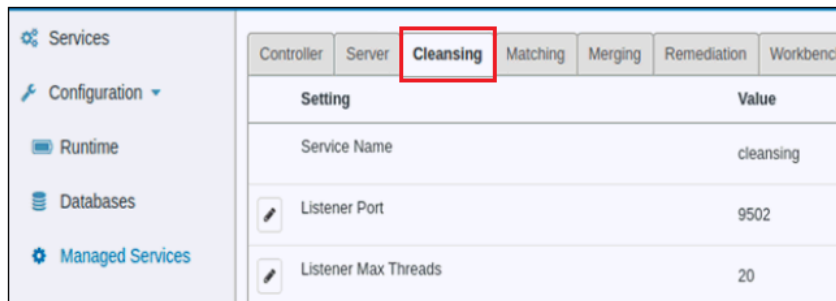 Services
Configuration
Runtime
Databases
Managed Services
Controller Server Cleansing Matching Merging Remediation
Setting Value
Service Name cleansing
Listener Port 9502
Listener Max Threads 20